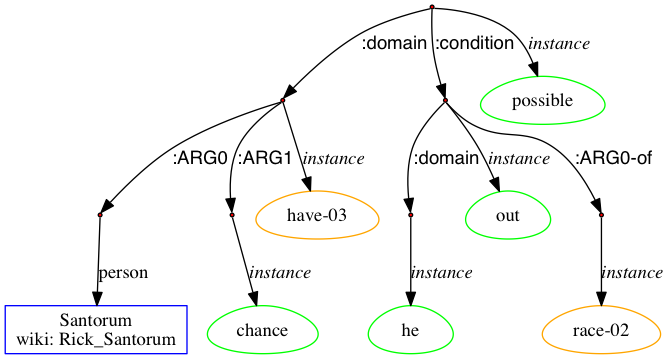 :domain :condition instance
possible
:ARG0 :ARG1 instance :domain instance :ARG0-of
have-03 out
person instance instance instance
Santorum
wiki: Rick_Santorum
chance he race-02